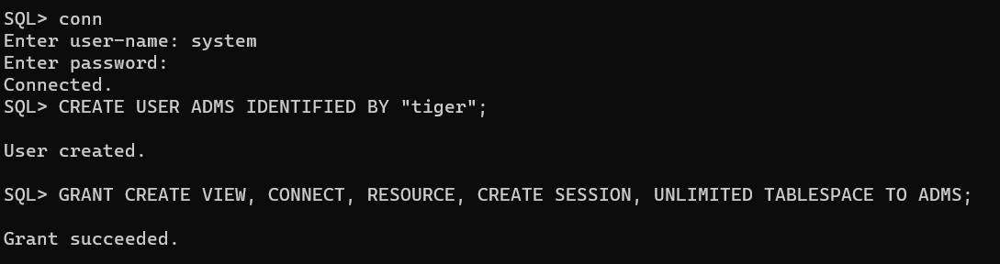 SQL> conn
Enter user-name: system
Enter password:
Connected.
SQL> CREATE USER ADMS IDENTIFIED BY "tiger";
User created.
SQL> GRANT CREATE VIEW, CONNECT, RESOURCE, CREATE SESSION, UNLIMITED TABLESPACE TO ADMS;
Grant succeeded.